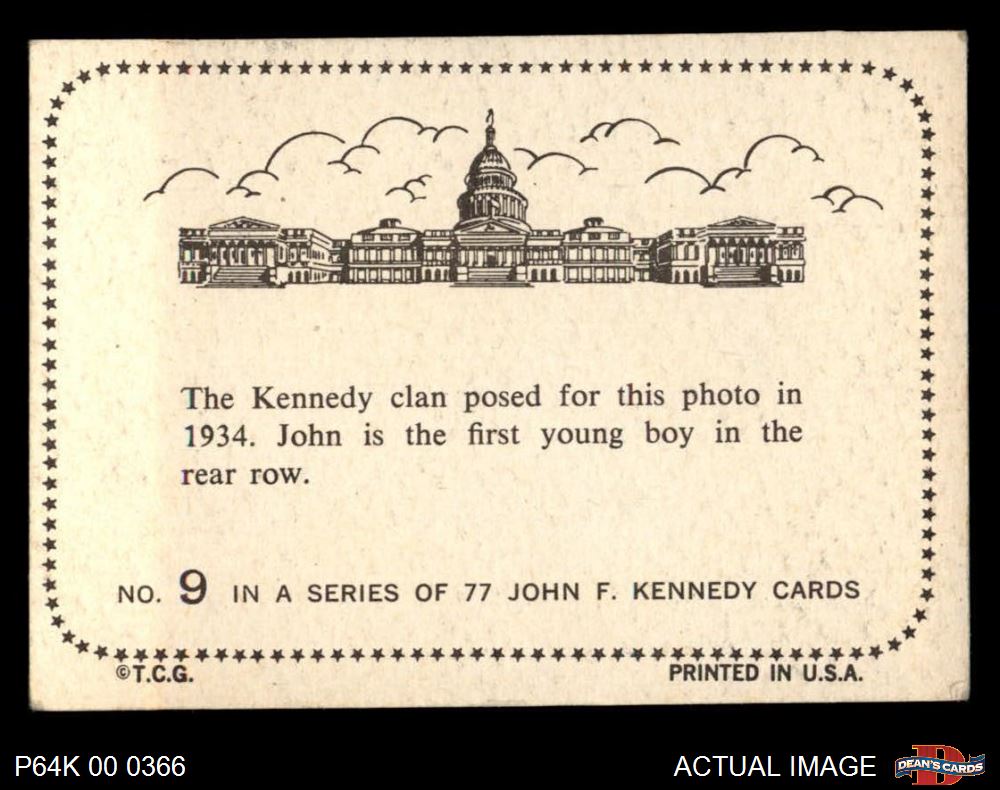 The Kennedy clan posed for this photo in
1934. John is the first young boy in the
rear row.
NO. 9 IN A SERIES OF 77 JOHN F. KENNEDY CARDS
©T.C.G. PRINTED IN U.S.A.
P64K 00 0366 ACTUAL IMAGE DEAN'S CARDS